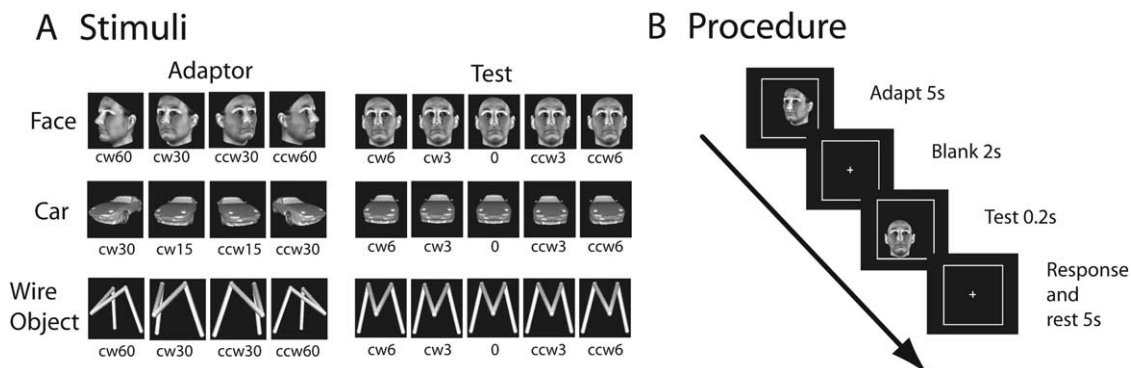 A Stimuli
Adaptor Test
Face
cw60 cw30 ccw30 ccw60 cw6 cw3 0 ccw3 ccw6
Car
cw30 cw15 ccw15 ccw30 cw6 cw3 0 ccw3 ccw6
Wire
Object
cw60 cw30 ccw30 ccw60 cw6 cw3 0 ccw3 ccw6
B Procedure
Adapt 5s
Blank 2s
Test 0.2s
Response
and
rest 5s